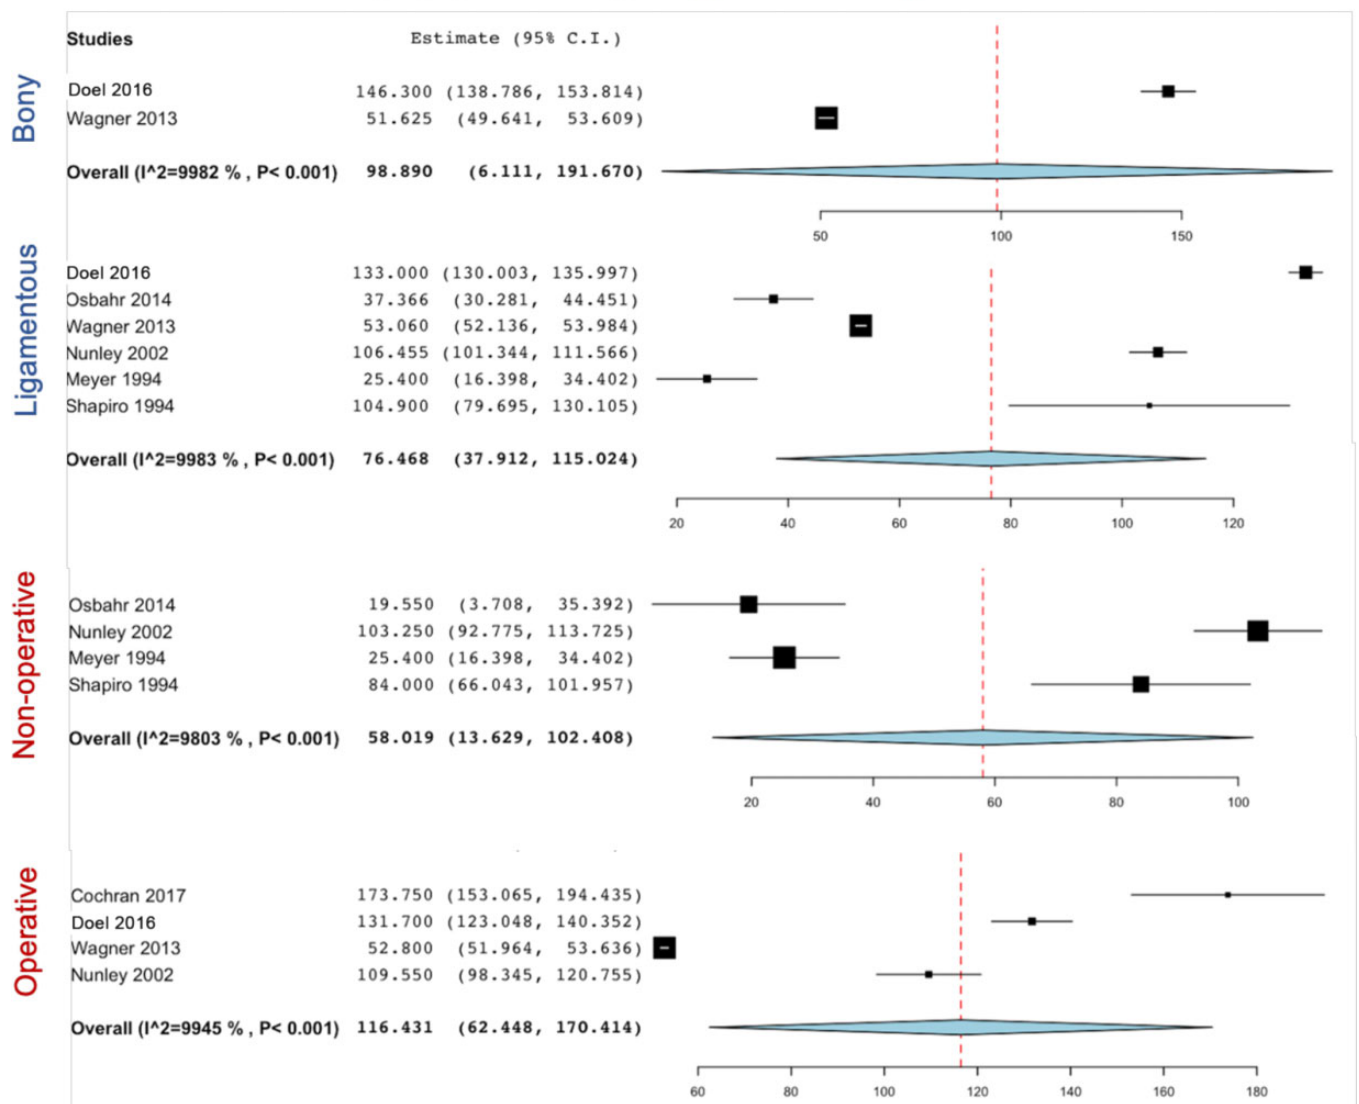 Studies Estimate (95% C.I.)
Bony
Doel 2016 146.300 (138.786, 153.814)
Wagner 2013 51.625 (49.641, 53.609)
Overall (I^2=9982 % , P< 0.001) 98.890 (6.111, 191.670)
50 100 150
Ligamentous
Doel 2016 133.000 (130.003, 135.997)
Osbahr 2014 37.366 (30.281, 44.451)
Wagner 2013 53.060 (52.136, 53.984)
Nunley 2002 106.455 (101.344, 111.566)
Meyer 1994 25.400 (16.398, 34.402)
Shapiro 1994 104.900 (79.695, 130.105)
Overall (I^2=9983 % , P< 0.001) 76.468 (37.912, 115.024)
20 40 60 80 100 120
Non-operative
Osbahr 2014 19.550 (3.708, 35.392)
Nunley 2002 103.250 (92.775, 113.725)
Meyer 1994 25.400 (16.398, 34.402)
Shapiro 1994 84.000 (66.043, 101.957)
Overall (I^2=9803 % , P< 0.001) 58.019 (13.629, 102.408)
20 40 60 80 100
Operative
Cochran 2017 173.750 (153.065, 194.435)
Doel 2016 131.700 (123.048, 140.352)
Wagner 2013 52.800 (51.964, 53.636)
Nunley 2002 109.550 (98.345, 120.755)
Overall (I^2=9945 % , P< 0.001) 116.431 (62.448, 170.414)
60 80 100 120 140 160 180